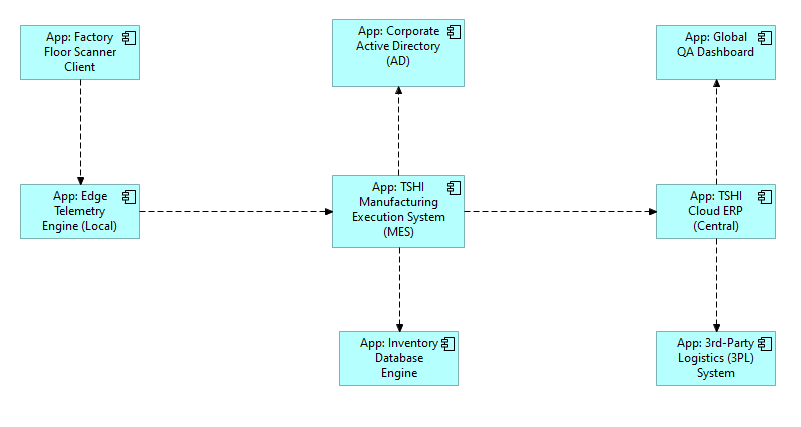 App: Factory
Floor Scanner
Client
App: Corporate
Active Directory
(AD)
App: Global
QA Dashboard
App: Edge
Telemetry
Engine (Local)
App: TSHI
Manufacturing
Execution System
(MES)
App: TSHI
Cloud ERP
(Central)
App: Inventory
Database
Engine
App: 3rd-Party
Logistics (3PL)
System